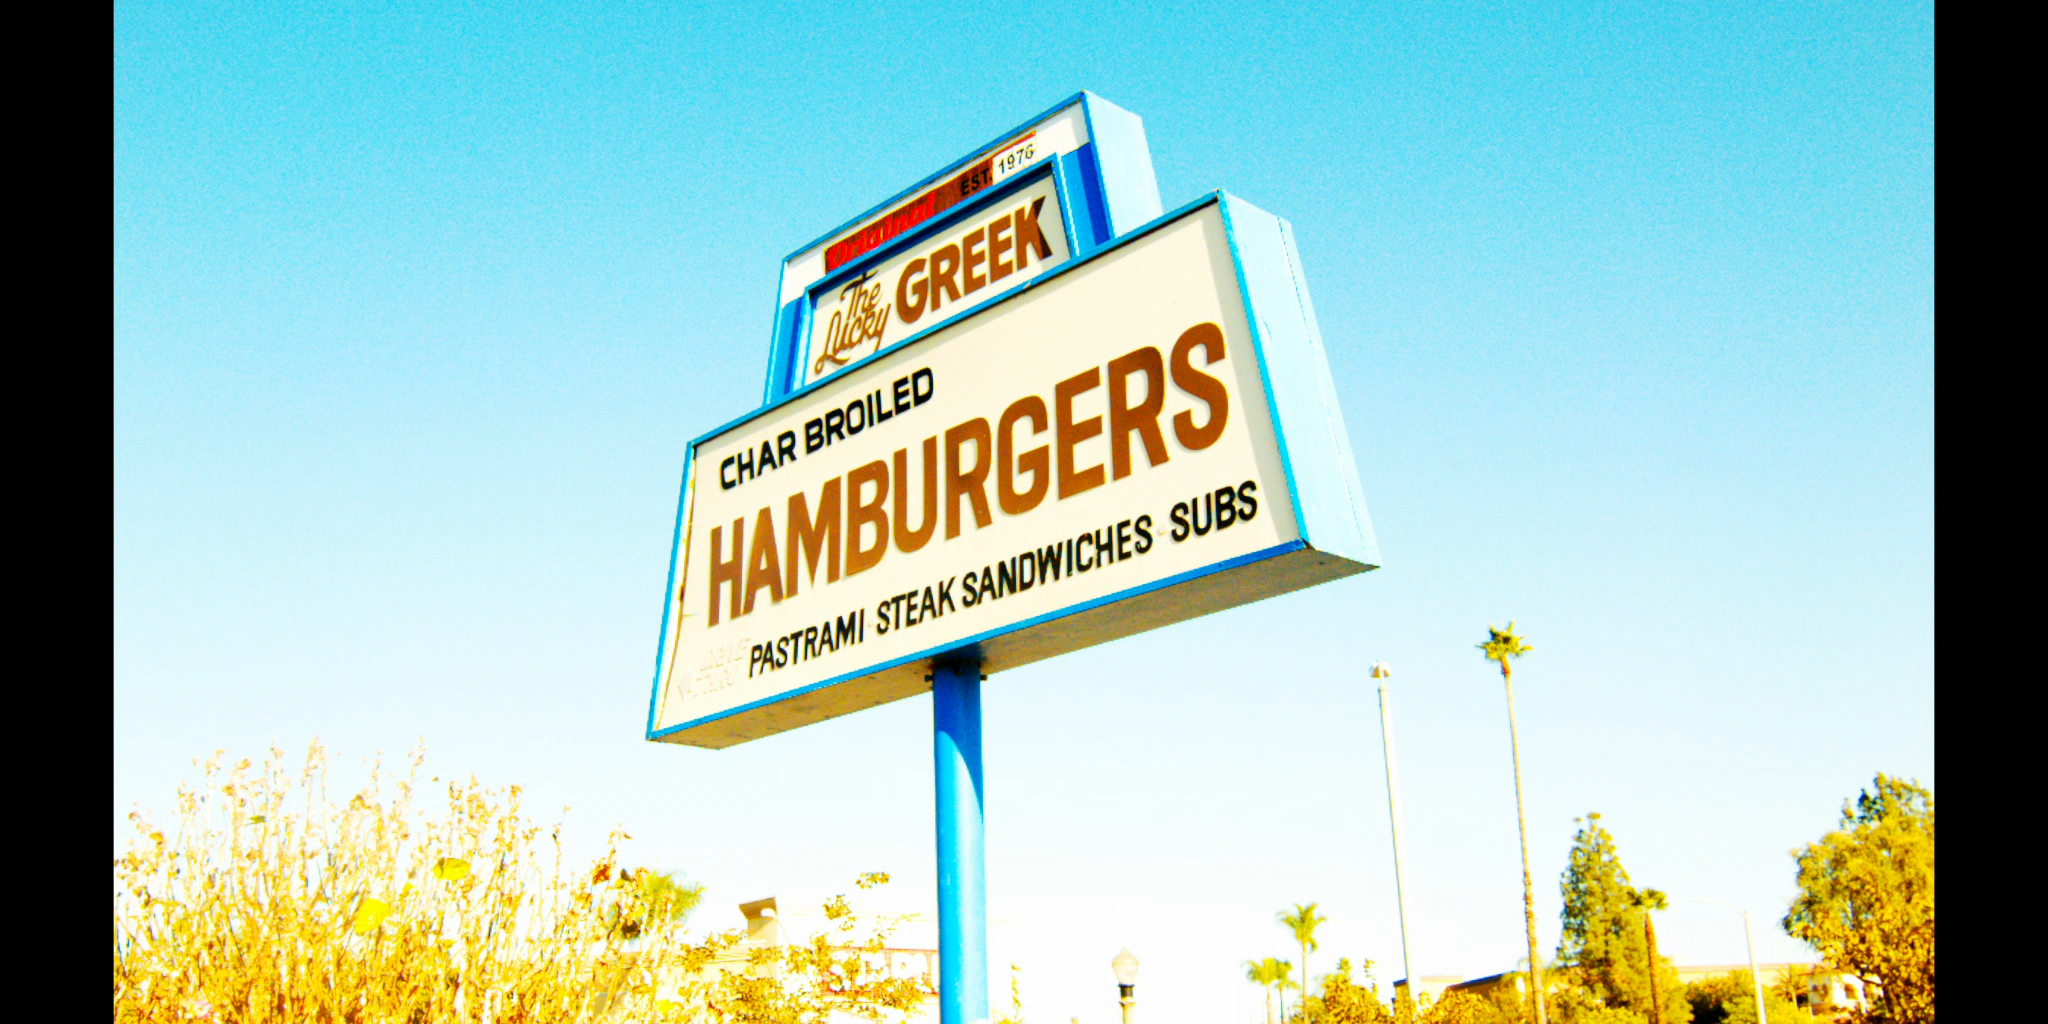 Original EST. 1976
The Lucky GREEK
CHAR BROILED
HAMBURGERS
PASTRAMI STEAK SANDWICHES SUBS